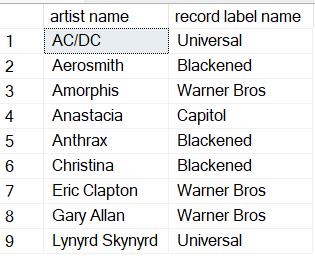 artist name record label name
1 AC/DC Universal
2 Aerosmith Blackened
3 Amorphis Warner Bros
4 Anastacia Capitol
5 Anthrax Blackened
6 Christina Blackened
7 Eric Clapton Warner Bros
8 Gary Allan Warner Bros
9 Lynyrd Skynyrd Universal